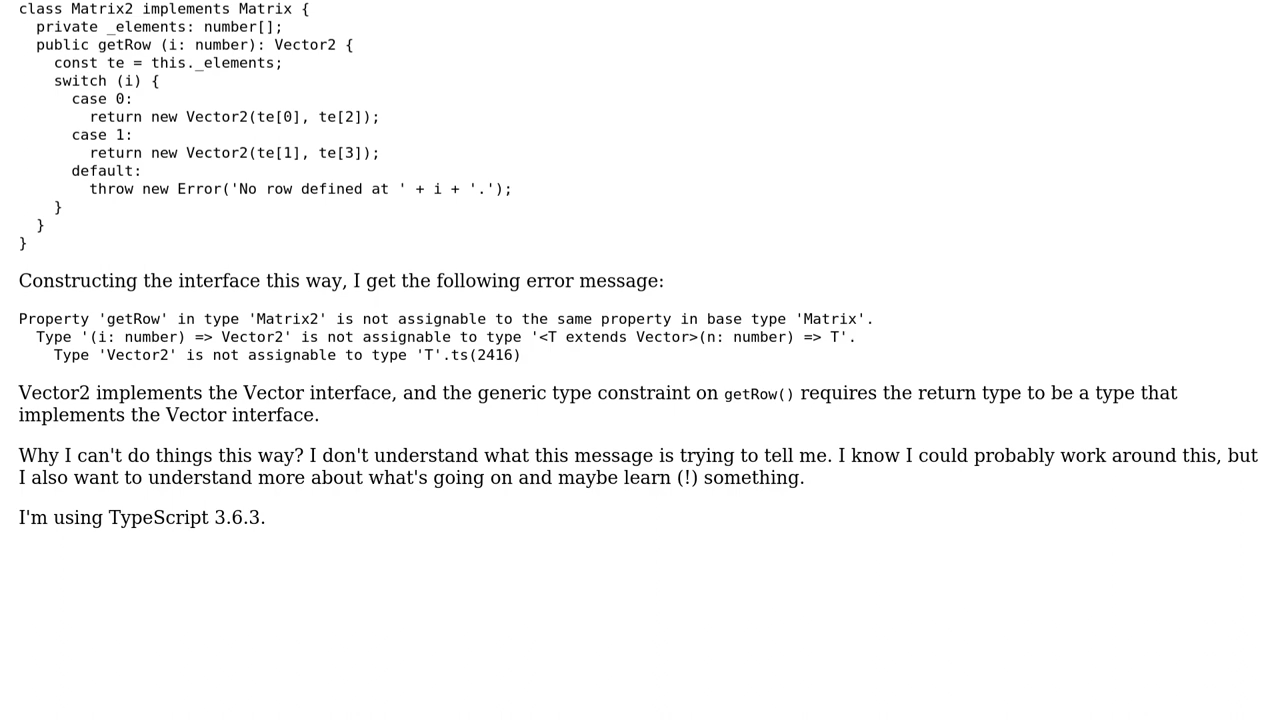 class Matrix2 implements Matrix {
  private _elements: number[];
  public getRow (i: number): Vector2 {
    const te = this._elements;
    switch (i) {
      case 0:
        return new Vector2(te[0], te[2]);
      case 1:
        return new Vector2(te[1], te[3]);
      default:
        throw new Error('No row defined at ' + i + '.');
    }
  }
}
Constructing the interface this way, I get the following error message:
Property 'getRow' in type 'Matrix2' is not assignable to the same property in base type 'Matrix'.
  Type '(i: number) => Vector2' is not assignable to type '<T extends Vector>(n: number) => T'.
    Type 'Vector2' is not assignable to type 'T'.ts(2416)
Vector2 implements the Vector interface, and the generic type constraint on getRow() requires the return type to be a type that
implements the Vector interface.
Why I can't do things this way? I don't understand what this message is trying to tell me. I know I could probably work around this, but
I also want to understand more about what's going on and maybe learn (!) something.
I'm using TypeScript 3.6.3.